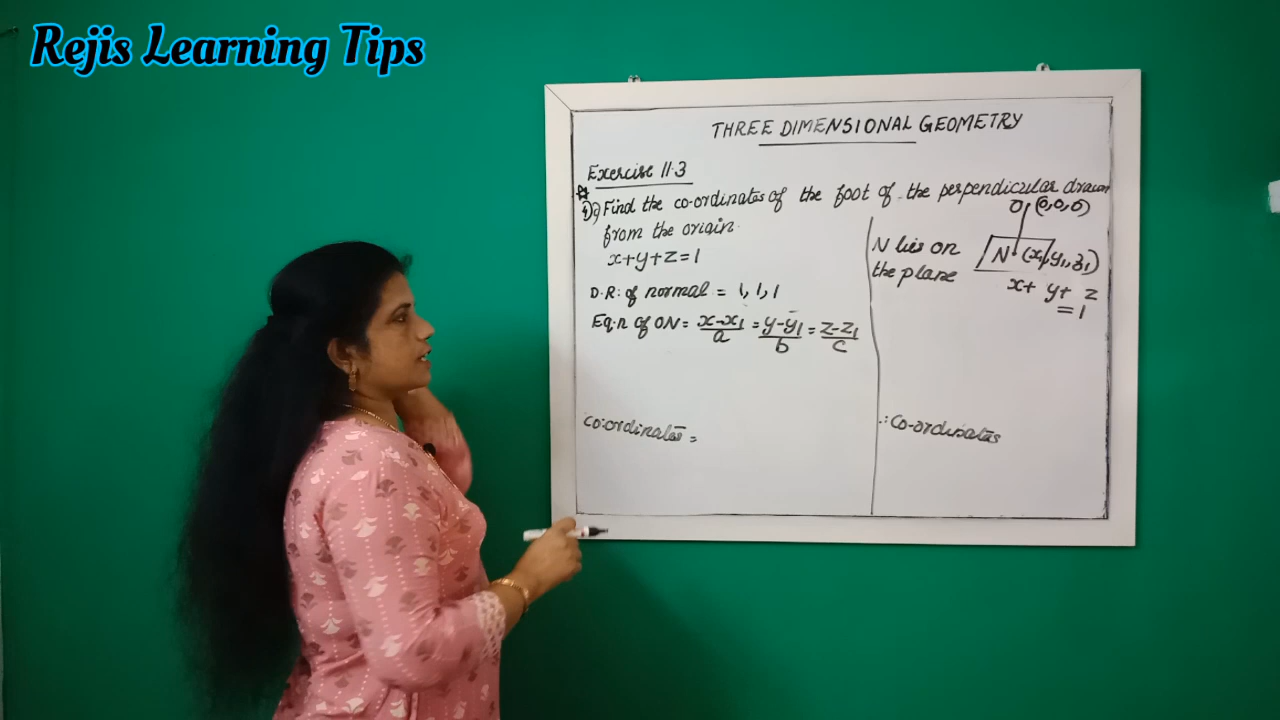 Rejis Learning Tips
THREE DIMENSIONAL GEOMETRY
Exercise 11.3
4) c) Find the co-ordinates of the foot of the perpendicular drawn
from the origin.
x+y+z=1
D.R: of normal = 1, 1, 1
Eq.n of ON = x-x₁/a = y-y₁/b = z-z₁/c
co-ordinates =
O (0,0,0)
N lies on
the plane
N (x₁,y₁,z₁)
x+ y+ z
=1
∴ Co-ordinates